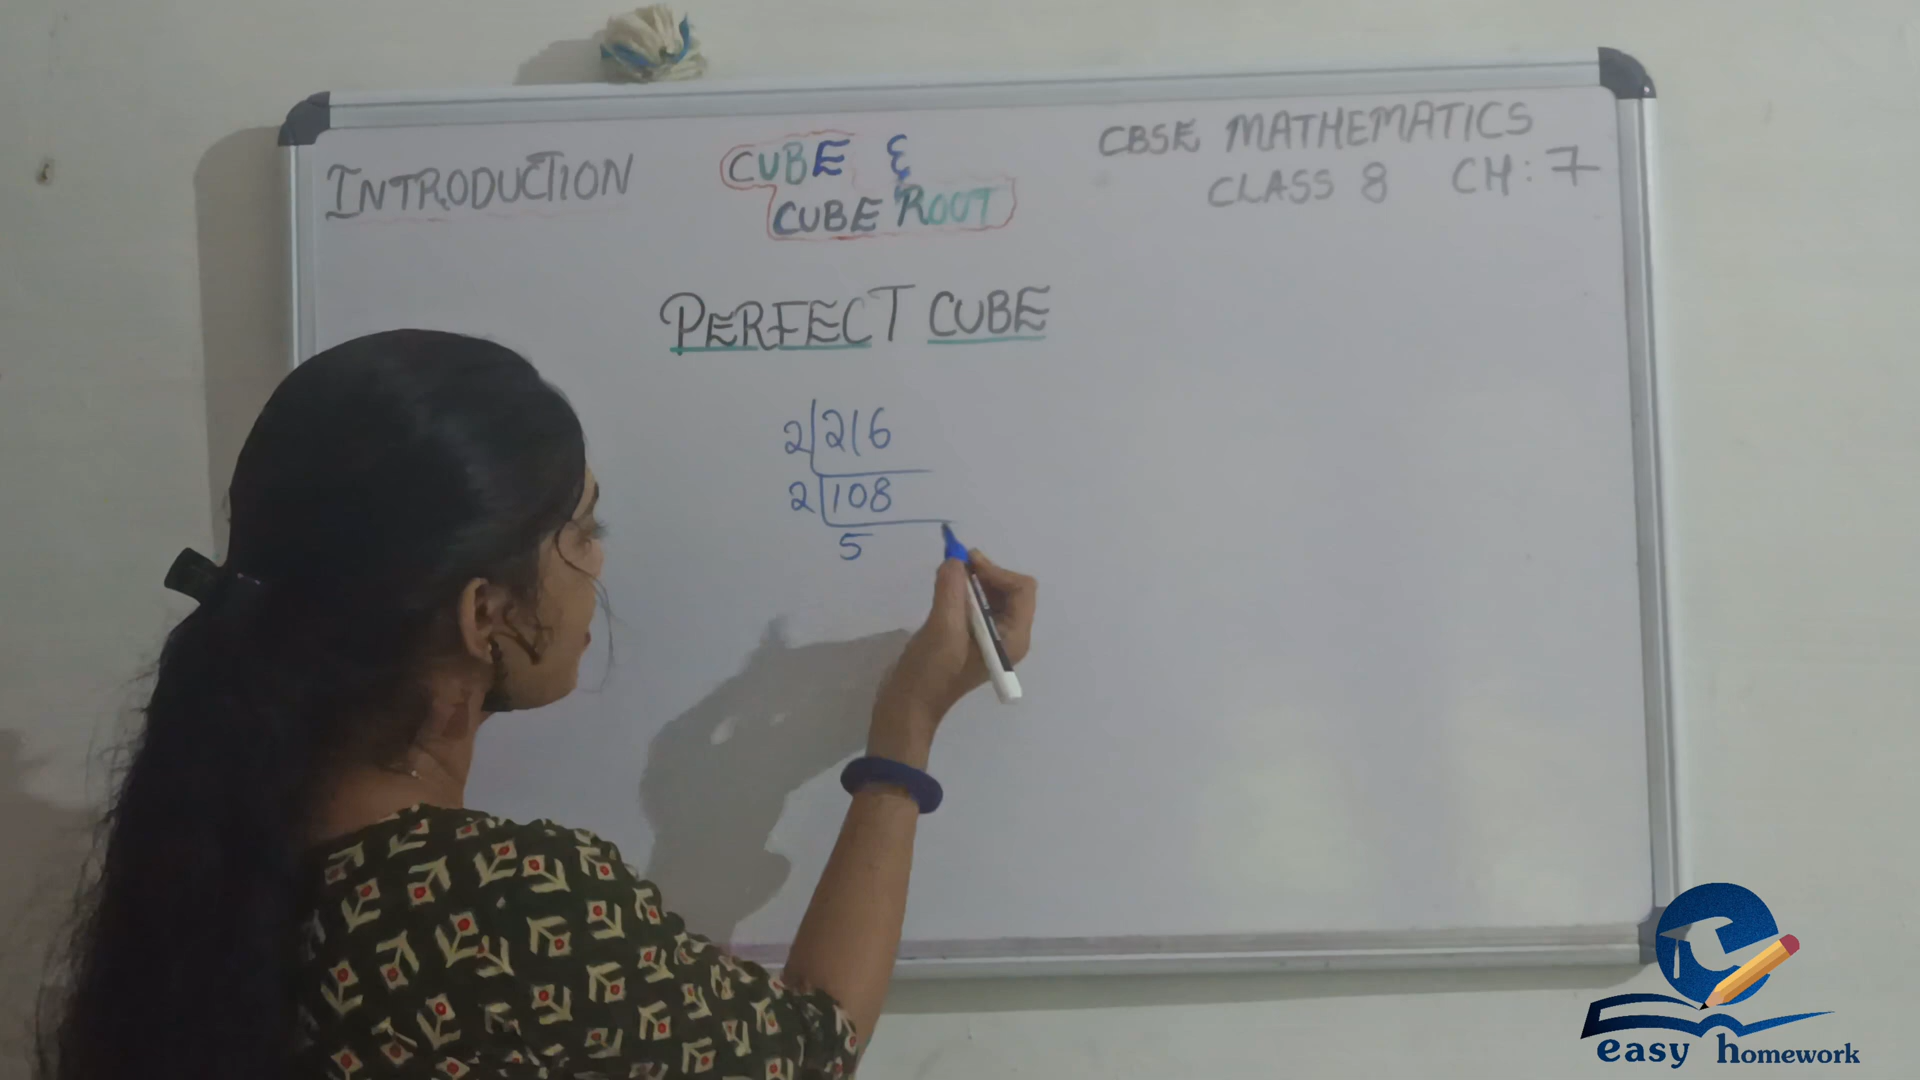 INTRODUCTION
CUBE &
CUBE ROOT
CBSE MATHEMATICS
CLASS 8 CH: 7
PERFECT CUBE
2 216
2 108
5
easy homework